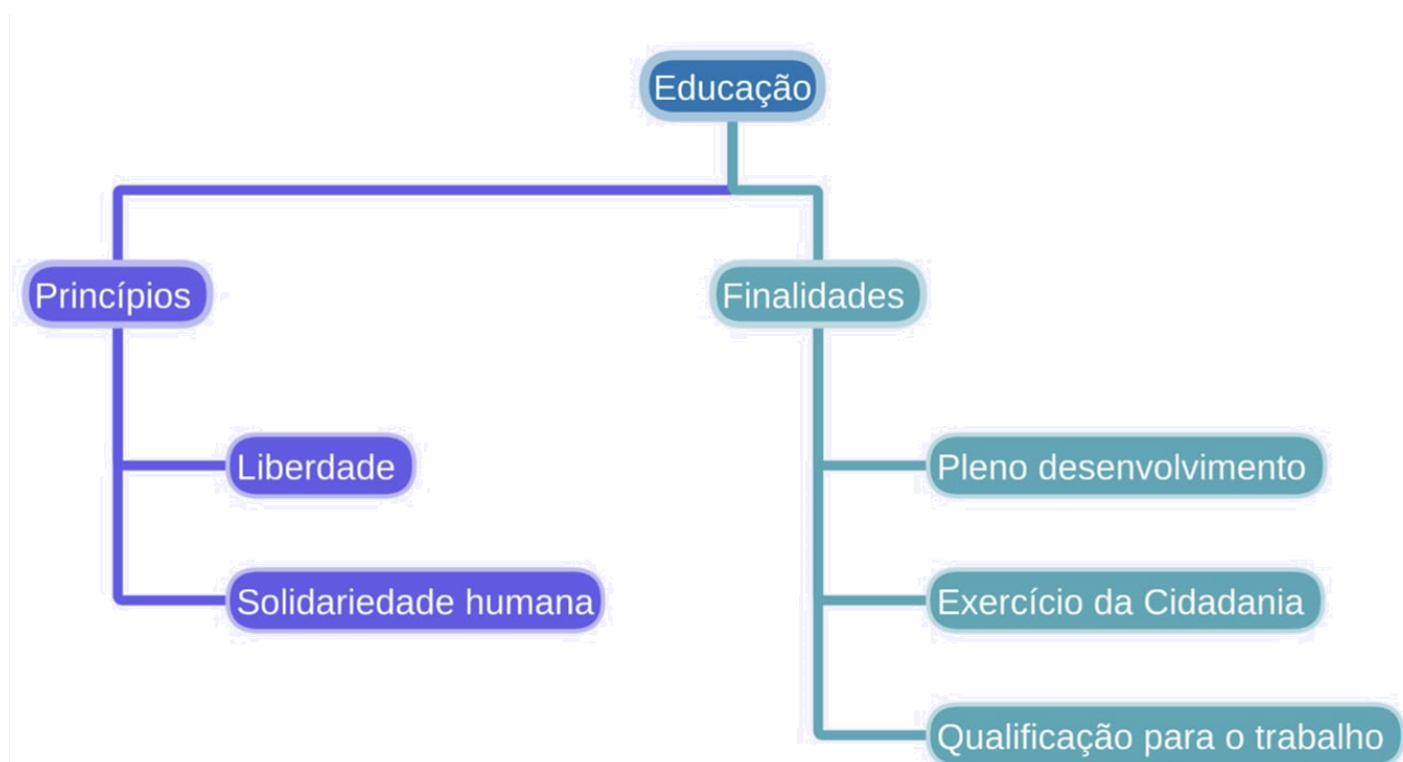 Educação
Princípios
Finalidades
Liberdade
Pleno desenvolvimento
Solidariedade humana
Exercício da Cidadania
Qualificação para o trabalho